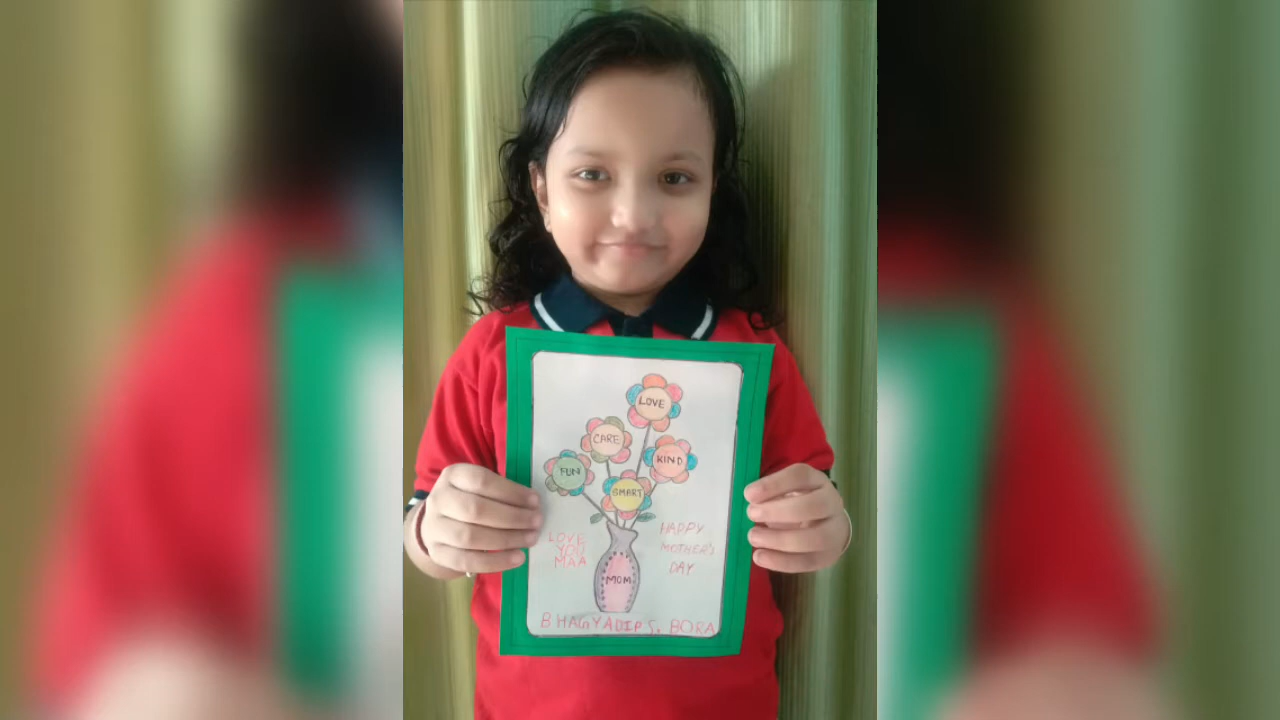 LOVE
CARE
KIND
FUN
SMART
LOVE
YOU
MAA
HAPPY
MOTHER'S
DAY
MOM
BHAGYADIP S. BORA